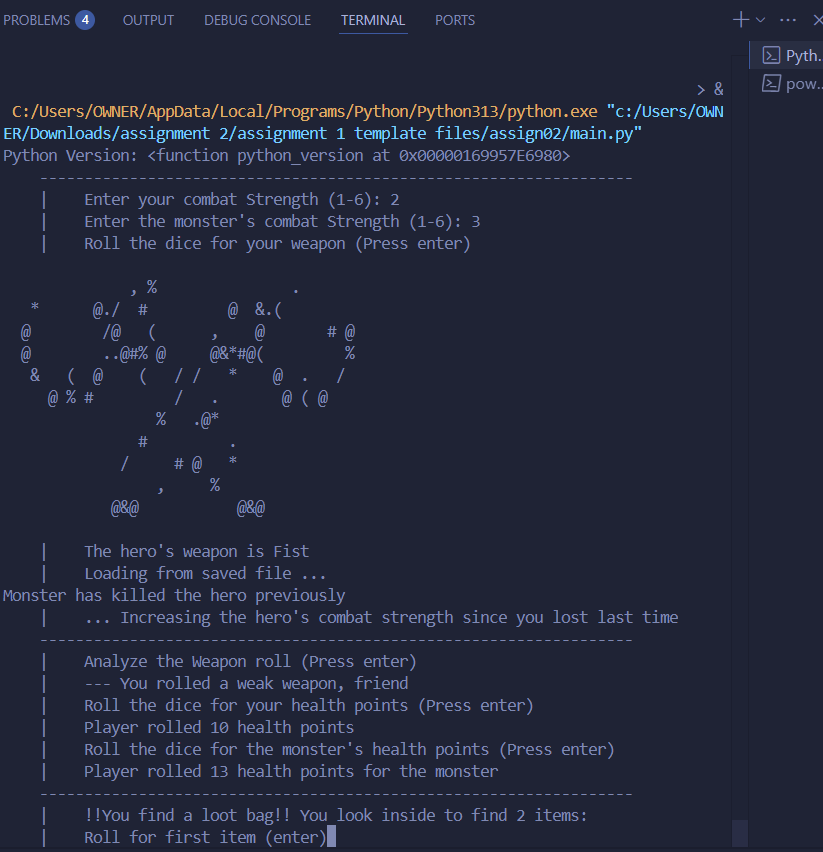 PROBLEMS 4 OUTPUT DEBUG CONSOLE TERMINAL PORTS
Pyth...
pow...
> &
C:/Users/OWNER/AppData/Local/Programs/Python/Python313/python.exe "c:/Users/OWN
ER/Downloads/assignment 2/assignment 1 template files/assign02/main.py"
Python Version: <function python_version at 0x00000169957E6980>
------------------------------------------------------------------
|    Enter your combat Strength (1-6): 2
|    Enter the monster's combat Strength (1-6): 3
|    Roll the dice for your weapon (Press enter)
              , %               .
   *      @./  #         @  &.(
  @        /@   (      ,    @       # @
  @        ..@#% @     @&*#@(         %
   &   (  @    (   / /   *    @  .   /
     @ % #         /   .       @ ( @
                 %   .@*
               #         .
             /     # @   *
                 ,     %
            @&@           @&@
|    The hero's weapon is Fist
|    Loading from saved file ...
Monster has killed the hero previously
|    ... Increasing the hero's combat strength since you lost last time
------------------------------------------------------------------
|    Analyze the Weapon roll (Press enter)
|    --- You rolled a weak weapon, friend
|    Roll the dice for your health points (Press enter)
|    Player rolled 10 health points
|    Roll the dice for the monster's health points (Press enter)
|    Player rolled 13 health points for the monster
------------------------------------------------------------------
|    !!You find a loot bag!! You look inside to find 2 items:
|    Roll for first item (enter)